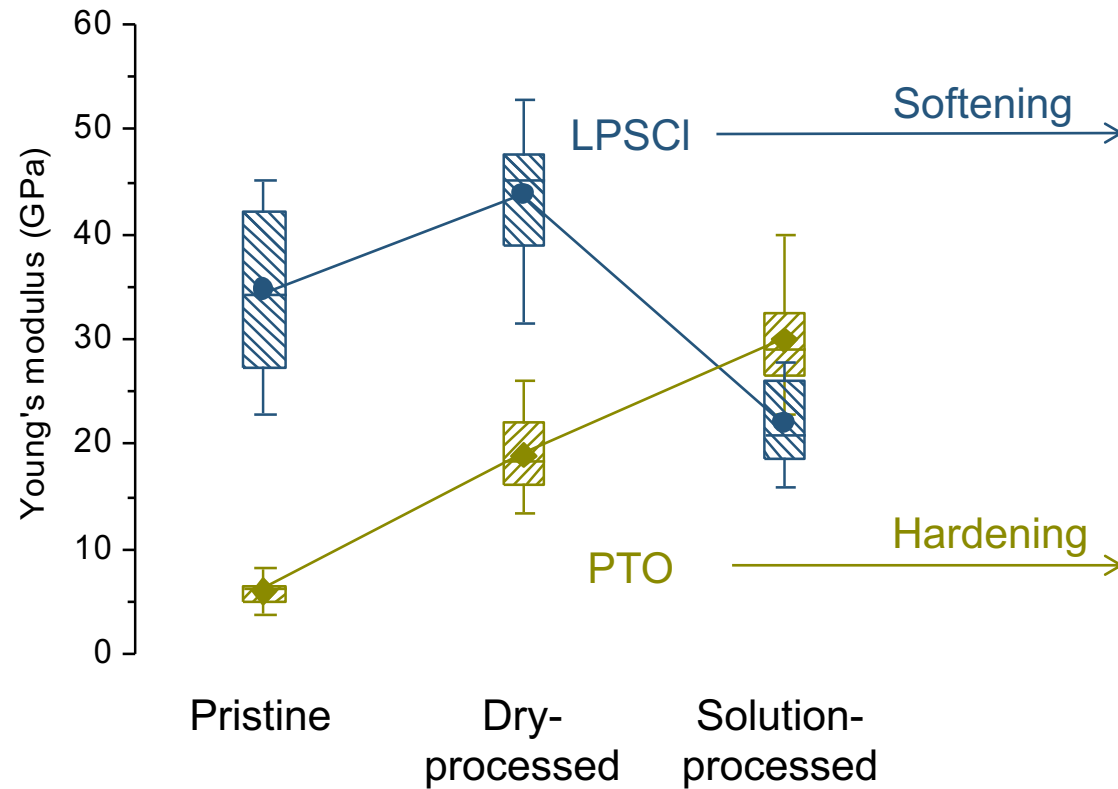 60
50
40
30
20
10
0
Young's modulus (GPa)
LPSCl
Softening
PTO
Hardening
Pristine
Dry-
processed
Solution-
processed